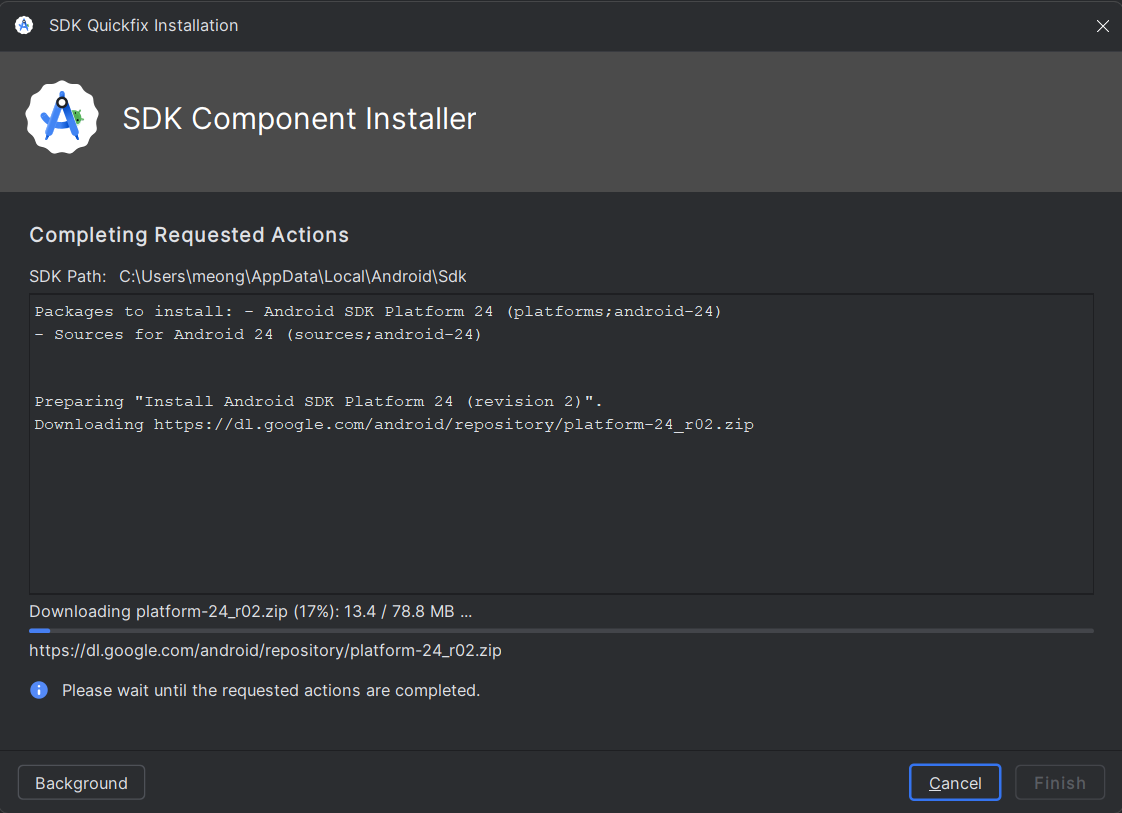 SDK Quickfix Installation
SDK Component Installer
Completing Requested Actions
SDK Path: C:\Users\meong\AppData\Local\Android\Sdk
Packages to install: - Android SDK Platform 24 (platforms;android-24)
- Sources for Android 24 (sources;android-24)
Preparing "Install Android SDK Platform 24 (revision 2)".
Downloading https://dl.google.com/android/repository/platform-24_r02.zip
Downloading platform-24_r02.zip (17%): 13.4 / 78.8 MB ...
https://dl.google.com/android/repository/platform-24_r02.zip
Please wait until the requested actions are completed.
Background Cancel Finish